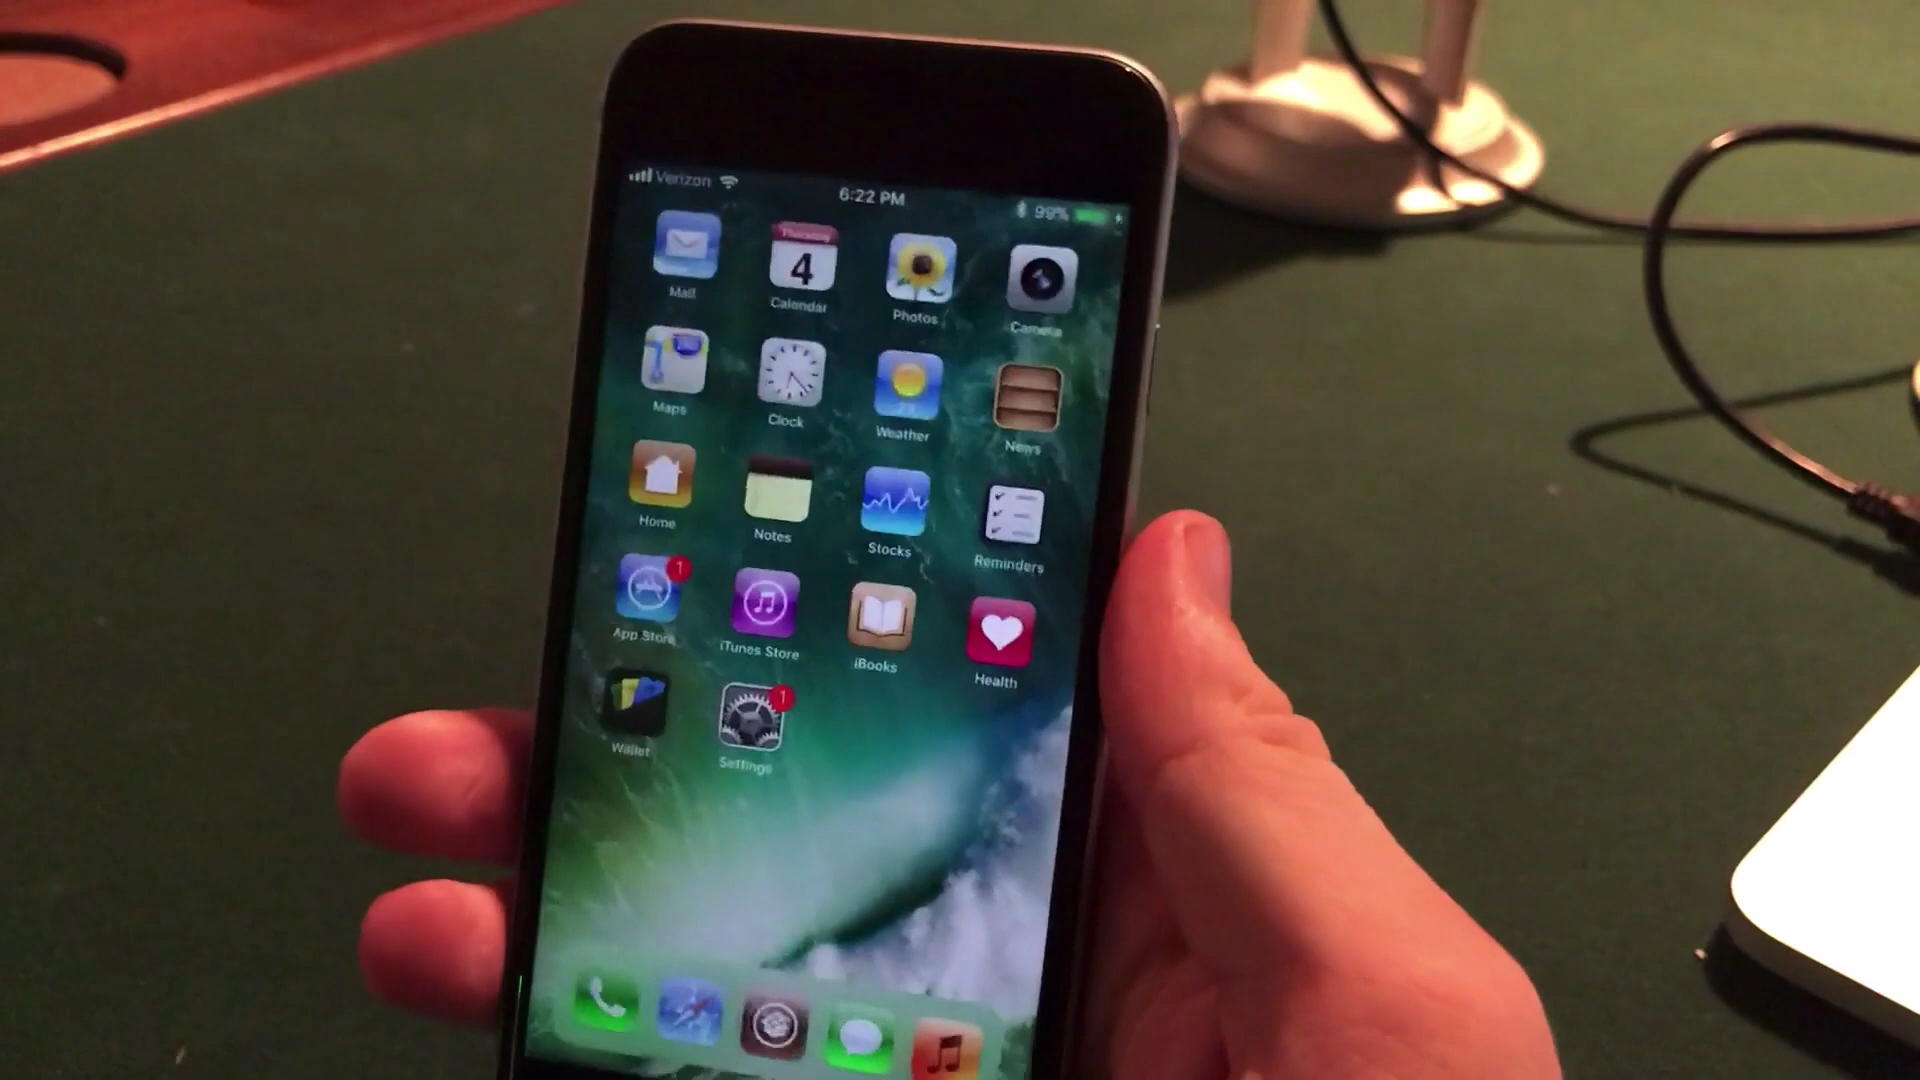 Verizon 6:22 PM 99%
Thursday
4
Mail Calendar Photos Camera
Maps Clock Weather News
Home Notes Stocks Reminders
1
App Store iTunes Store iBooks Health
1
Wallet Settings